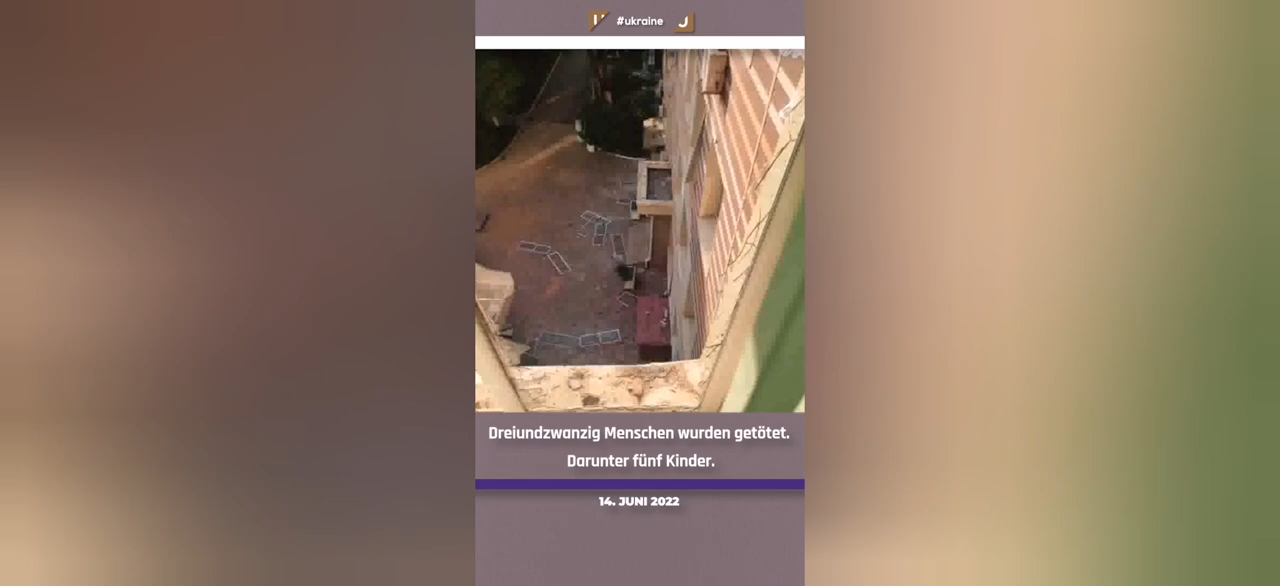 #ukraine
J
Dreiundzwanzig Menschen wurden getötet.
Darunter fünf Kinder.
14. JUNI 2022